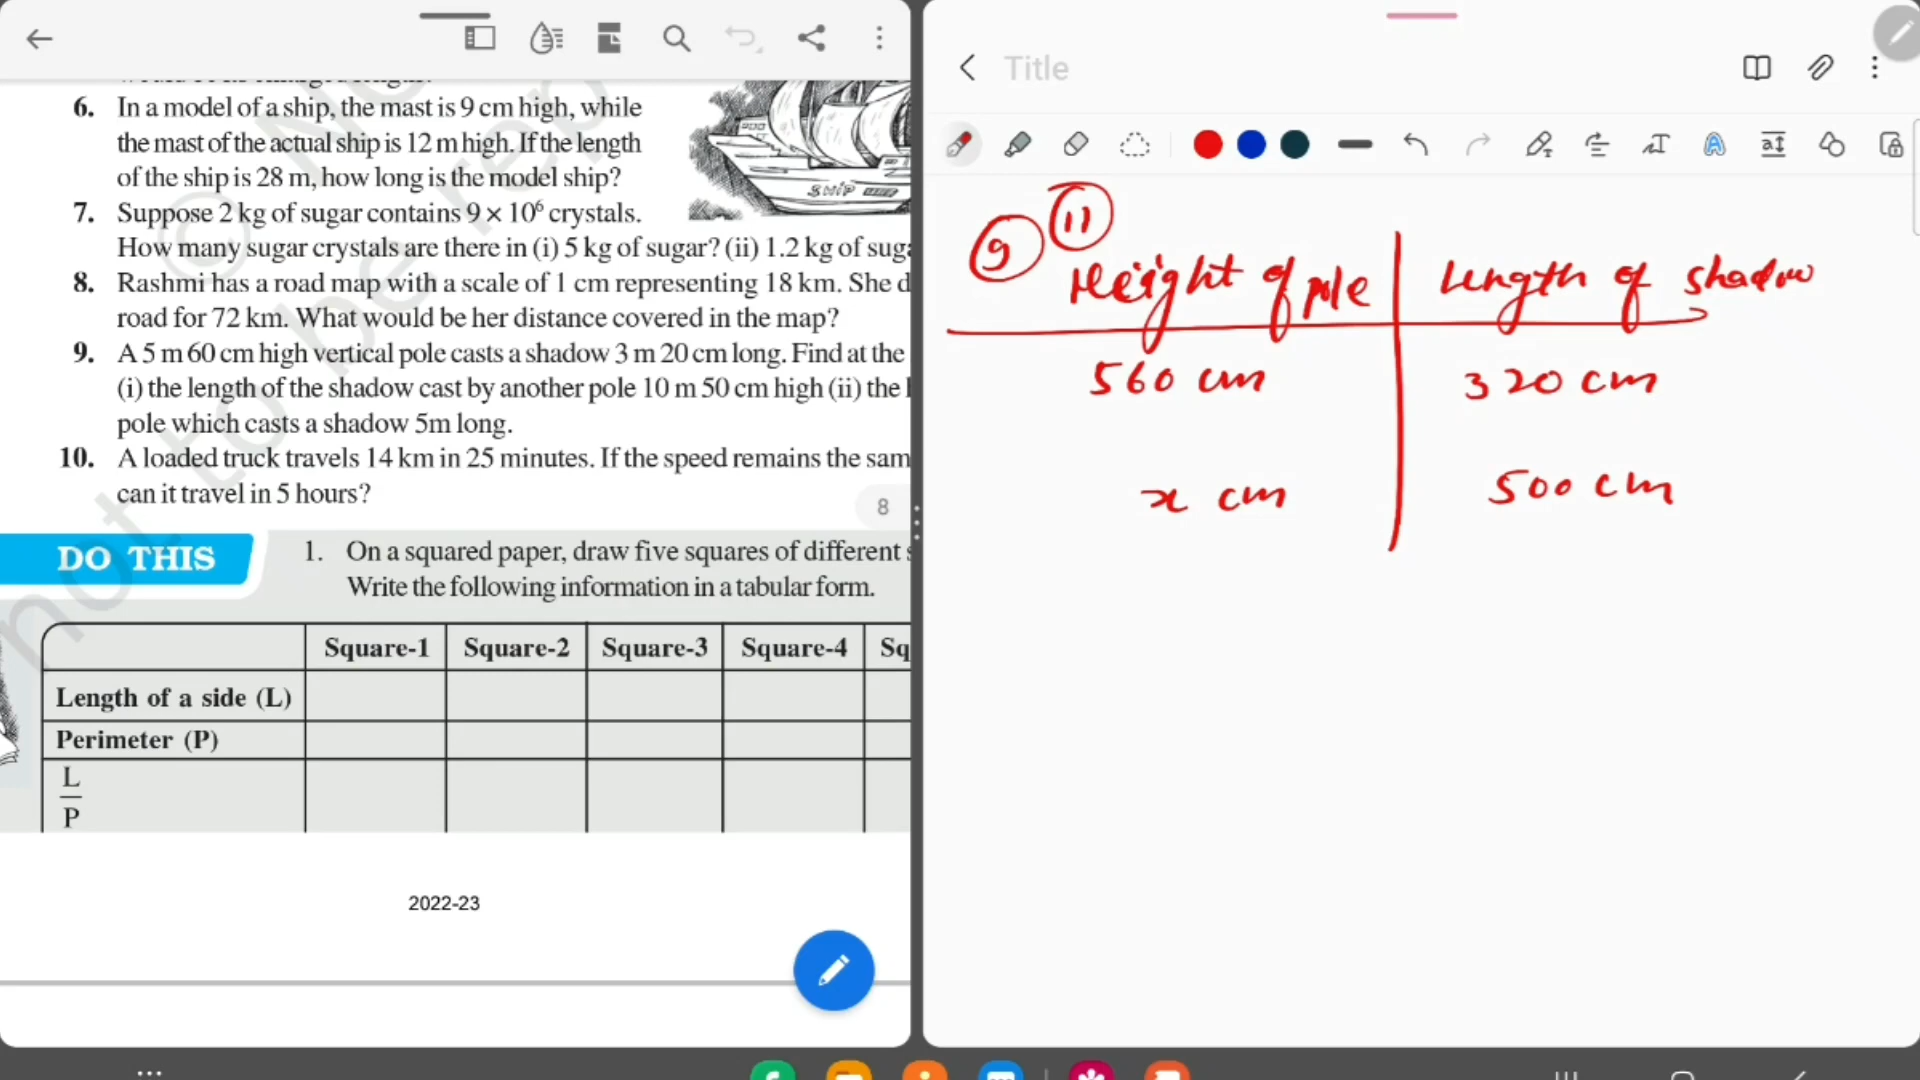 6. In a model of a ship, the mast is 9 cm high, while
the mast of the actual ship is 12 m high. If the length
of the ship is 28 m, how long is the model ship?
SHIP
7. Suppose 2 kg of sugar contains 9 × 10⁶ crystals.
How many sugar crystals are there in (i) 5 kg of sugar? (ii) 1.2 kg of
8. Rashmi has a road map with a scale of 1 cm representing 18 km. She
road for 72 km. What would be her distance covered in the map?
9. A 5 m 60 cm high vertical pole casts a shadow 3 m 20 cm long. Find at the
(i) the length of the shadow cast by another pole 10 m 50 cm high (ii) the
pole which casts a shadow 5m long.
10. A loaded truck travels 14 km in 25 minutes. If the speed remains the
can it travel in 5 hours?
8
DO THIS
1. On a squared paper, draw five squares of different
Write the following information in a tabular form.
Square-1 Square-2 Square-3 Square-4 Sq
Length of a side (L)
Perimeter (P)
L
P
2022-23
not to be rep
Title
9 ii
Height of pole Length of shadow
560 cm 320 cm
x cm 500 cm